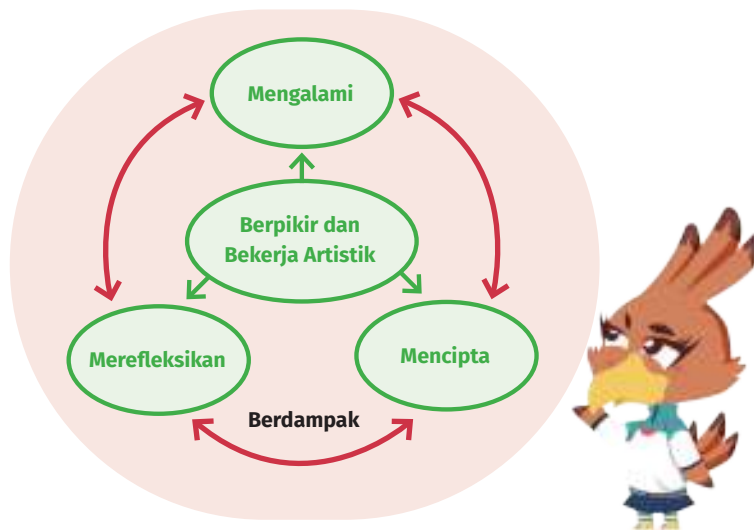 Mengalami
Berpikir dan
Bekerja Artistik
Merefleksikan
Mencipta
Berdampak